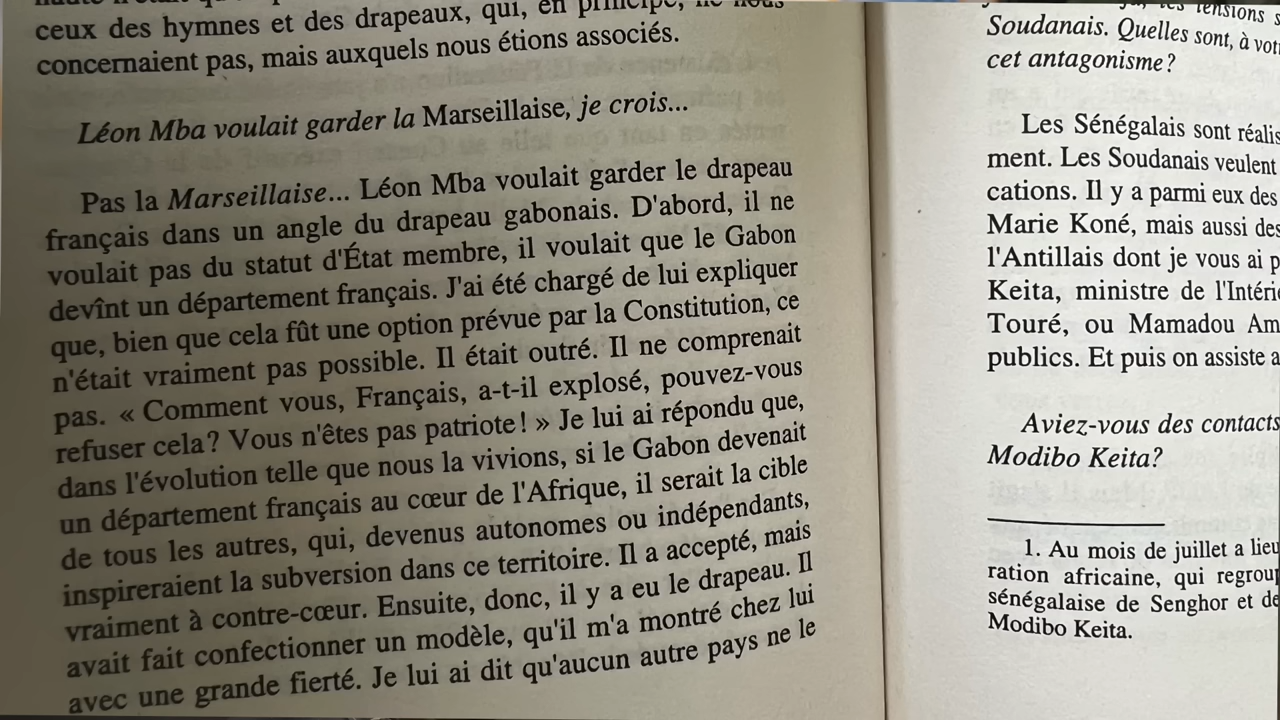 ceux des hymnes et des drapeaux, qui, en principe, ne nous
concernaient pas, mais auxquels nous étions associés.
Léon Mba voulait garder la Marseillaise, je crois...
Pas la Marseillaise... Léon Mba voulait garder le drapeau
français dans un angle du drapeau gabonais. D'abord, il ne
voulait pas du statut d'État membre, il voulait que le Gabon
devînt un département français. J'ai été chargé de lui expliquer
que, bien que cela fût une option prévue par la Constitution, ce
n'était vraiment pas possible. Il était outré. Il ne comprenait
pas. « Comment vous, Français, a-t-il explosé, pouvez-vous
refuser cela? Vous n'êtes pas patriote! » Je lui ai répondu que,
dans l'évolution telle que nous la vivions, si le Gabon devenait
un département français au cœur de l'Afrique, il serait la cible
de tous les autres, qui, devenus autonomes ou indépendants,
inspireraient la subversion dans ce territoire. Il a accepté, mais
vraiment à contre-cœur. Ensuite, donc, il y a eu le drapeau. Il
avait fait confectionner un modèle, qu'il m'a montré chez lui
avec une grande fierté. Je lui ai dit qu'aucun autre pays ne le
tensions s
Soudanais. Quelles sont, à vot
cet antagonisme?
Les Sénégalais sont réalis
ment. Les Soudanais veulent
cations. Il y a parmi eux des
Marie Koné, mais aussi des
l'Antillais dont je vous ai p
Keita, ministre de l'Intérie
Touré, ou Mamadou Am
publics. Et puis on assiste a
Aviez-vous des contacts
Modibo Keita?
1. Au mois de juillet a lieu
ration africaine, qui regroup
sénégalaise de Senghor et de
Modibo Keita.